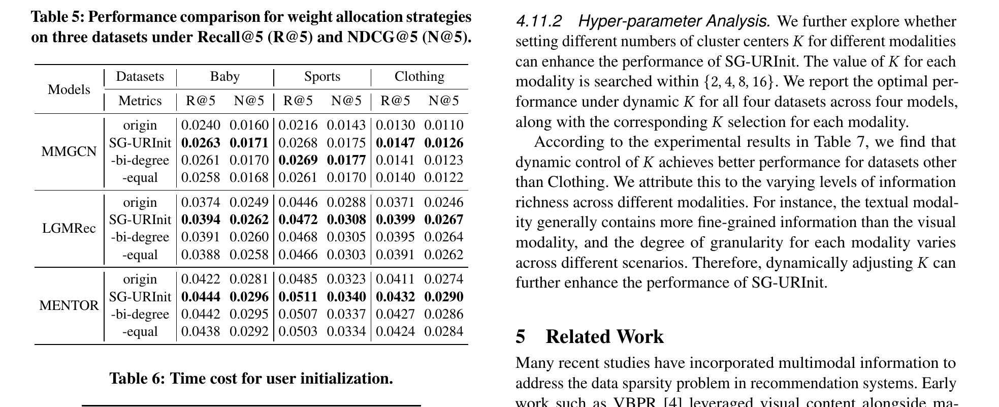 Table 5: Performance comparison for weight allocation strategies
on three datasets under Recall@5 (R@5) and NDCG@5 (N@5).
Models Datasets Baby Sports Clothing
Metrics R@5 N@5 R@5 N@5 R@5 N@5
MMGCN
origin 0.0240 0.0160 0.0216 0.0143 0.0130 0.0110
SG-URInit 0.0263 0.0171 0.0268 0.0175 0.0147 0.0126
-bi-degree 0.0261 0.0170 0.0269 0.0177 0.0141 0.0123
-equal 0.0258 0.0168 0.0261 0.0170 0.0140 0.0122
LGMRec
origin 0.0374 0.0249 0.0446 0.0288 0.0371 0.0246
SG-URInit 0.0394 0.0262 0.0472 0.0308 0.0399 0.0267
-bi-degree 0.0391 0.0260 0.0468 0.0305 0.0395 0.0264
-equal 0.0388 0.0258 0.0466 0.0303 0.0391 0.0262
MENTOR
origin 0.0422 0.0281 0.0485 0.0323 0.0411 0.0274
SG-URInit 0.0444 0.0296 0.0511 0.0340 0.0432 0.0290
-bi-degree 0.0442 0.0295 0.0507 0.0337 0.0427 0.0286
-equal 0.0438 0.0292 0.0503 0.0334 0.0424 0.0284
Table 6: Time cost for user initialization.
4.11.2 Hyper-parameter Analysis. We further explore whether
setting different numbers of cluster centers K for different modalities
can enhance the performance of SG-URInit. The value of K for each
modality is searched within {2, 4, 8, 16}. We report the optimal per-
formance under dynamic K for all four datasets across four models,
along with the corresponding K selection for each modality.
According to the experimental results in Table 7, we find that
dynamic control of K achieves better performance for datasets other
than Clothing. We attribute this to the varying levels of information
richness across different modalities. For instance, the textual modal-
ity generally contains more fine-grained information than the visual
modality, and the degree of granularity for each modality varies
across different scenarios. Therefore, dynamically adjusting K can
further enhance the performance of SG-URInit.
5 Related Work
Many recent studies have incorporated multimodal information to
address the data sparsity problem in recommendation systems. Early
work such as VBPR [4] leveraged visual content alongside ma-